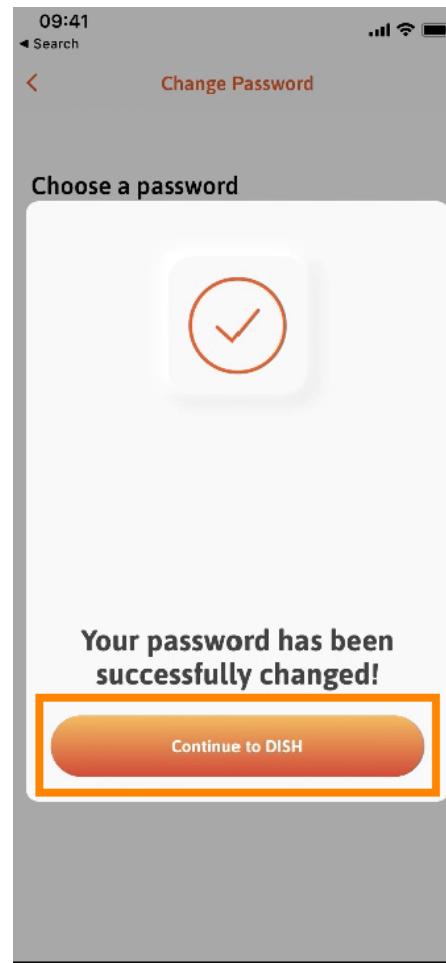 09:41
◀ Search
Change Password
Choose a password
Your password has been
successfully changed!
Continue to DISH